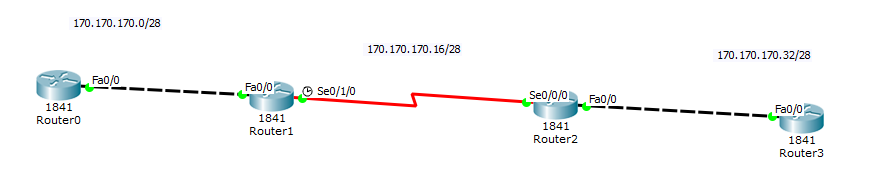 170.170.170.0/28
170.170.170.16/28
170.170.170.32/28
Fa0/0
1841
Router0
Fa0/0
Se0/1/0
1841
Router1
Se0/0/0
Fa0/0
1841
Router2
Fa0/0
1841
Router3